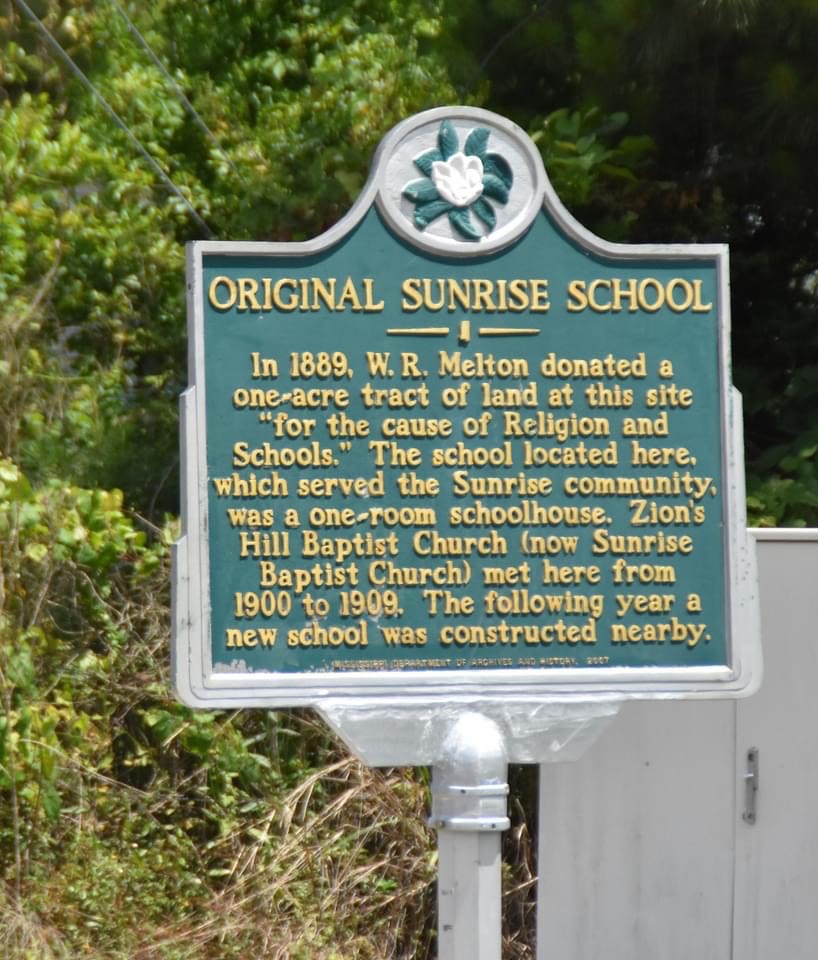 ORIGINAL SUNRISE SCHOOL
In 1889, W. R. Melton donated a
one-acre tract of land at this site
"for the cause of Religion and
Schools." The school located here,
which served the Sunrise community,
was a one-room schoolhouse. Zion's
Hill Baptist Church (now Sunrise
Baptist Church) met here from
1900 to 1909. The following year a
new school was constructed nearby.
MISSISSIPPI DEPARTMENT OF ARCHIVES AND HISTORY, 2007